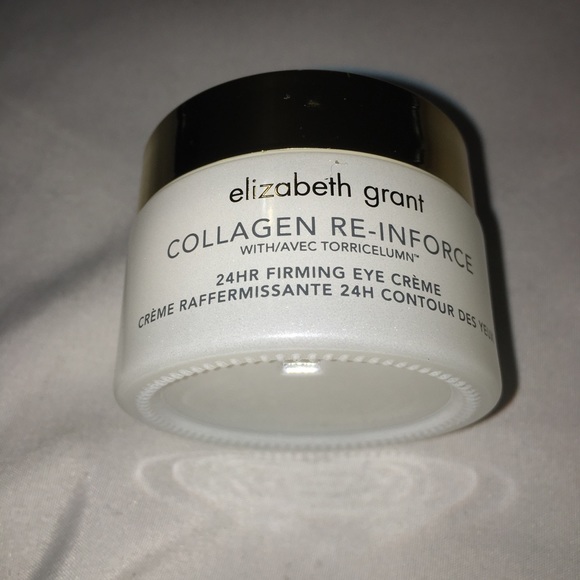 elizabeth grant
COLLAGEN RE-INFORCE
WITH/AVEC TORRICELUMN™
24HR FIRMING EYE CRÈME
CRÈME RAFFERMISSANTE 24H CONTOUR DES YEUX